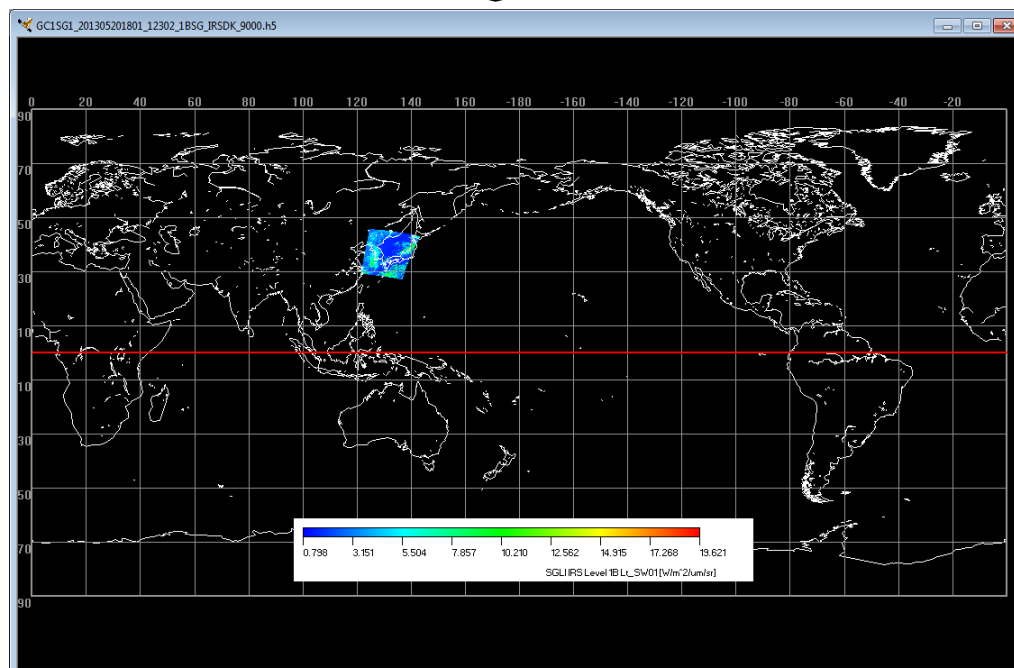 GC1SG1_201305201801_12302_1BSG_IRSDK_9000.h5
0 20 40 60 80 100 120 140 160 180 -160 -140 -120 -100 -80 -60 -40 -20
90
70
50
30
10
10
30
50
70
90
0.798 3.151 5.504 7.857 10.210 12.562 14.915 17.268 19.621
SGLI IRS Level 1B Lt_SW01 [W/m^2/um/sr]